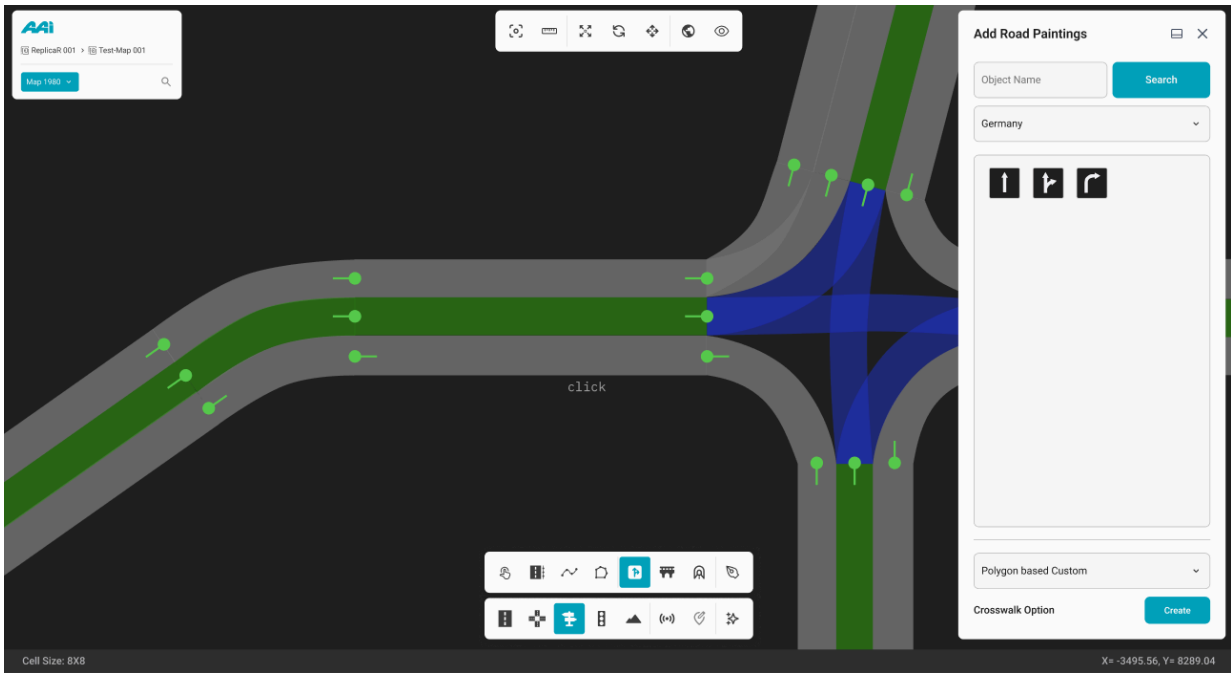 AAi
ReplicaR 001 > Test-Map 001
Map 1980
Add Road Paintings
Object Name
Search
Germany
click
Polygon based Custom
Crosswalk Option
Create
Cell Size: 8X8
X= -3495.56, Y= 8289.04